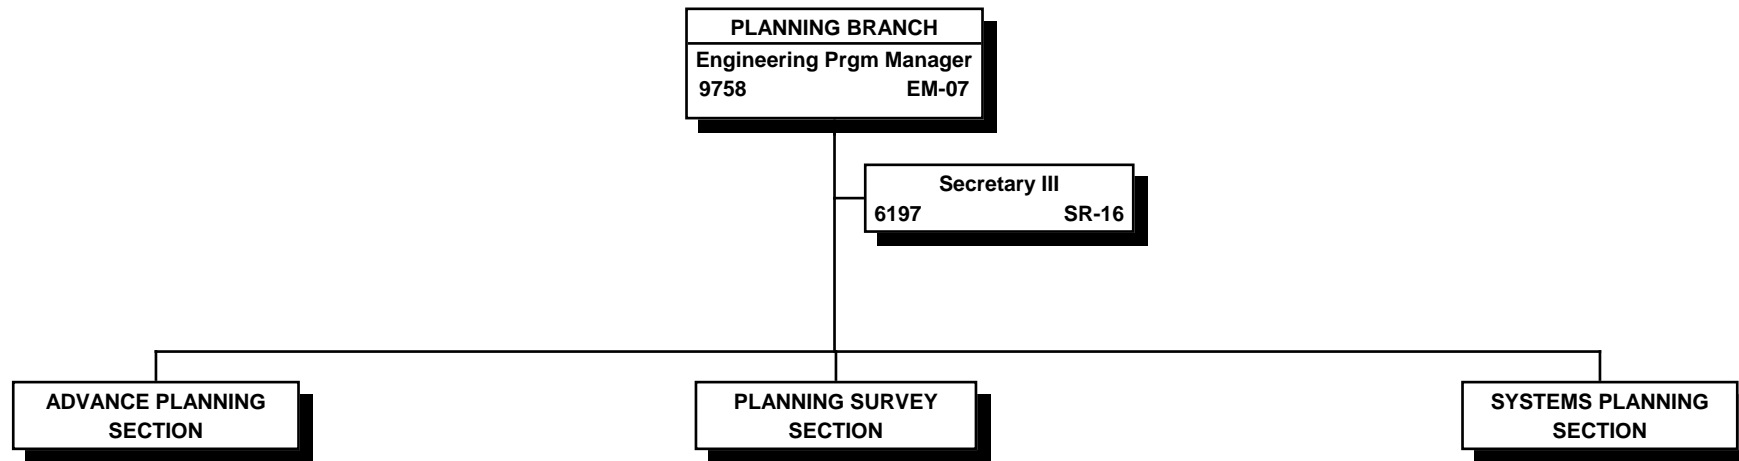 PLANNING BRANCH
Engineering Prgm Manager
9758 EM-07
Secretary III
6197 SR-16
ADVANCE PLANNING
SECTION
PLANNING SURVEY
SECTION
SYSTEMS PLANNING
SECTION